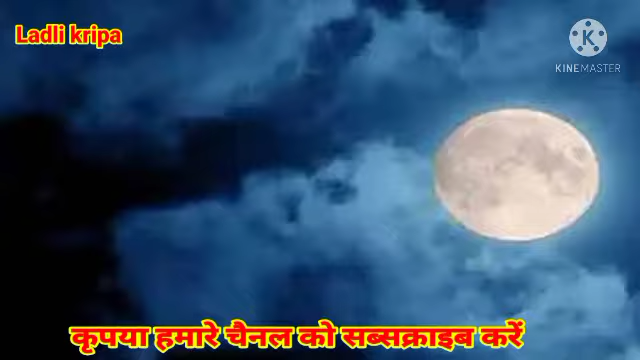 Ladli kripa
KINEMASTER
कृपया हमारे चैनल को सब्सक्राइब करें